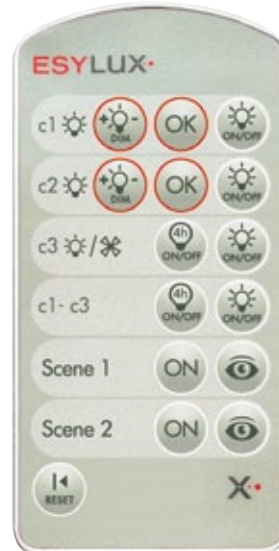 ESYLUX
c1 + - DIM OK ON/OFF
c2 + - DIM OK ON/OFF
c3 / 4h ON/OFF ON/OFF
c1- c3 4h ON/OFF ON/OFF
Scene 1 ON
Scene 2 ON
RESET X